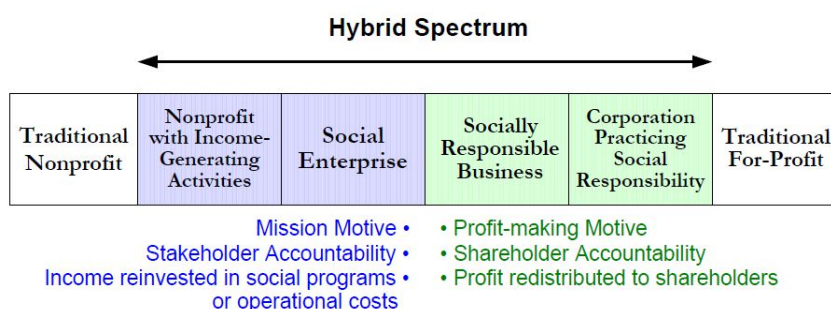 Hybrid Spectrum
Traditional
Nonprofit
Nonprofit
with Income-
Generating
Activities
Social
Enterprise
Socially
Responsible
Business
Corporation
Practicing
Social
Responsibility
Traditional
For-Profit
Mission Motive •
Stakeholder Accountability •
Income reinvested in social programs •
or operational costs
• Profit-making Motive
• Shareholder Accountability
• Profit redistributed to shareholders